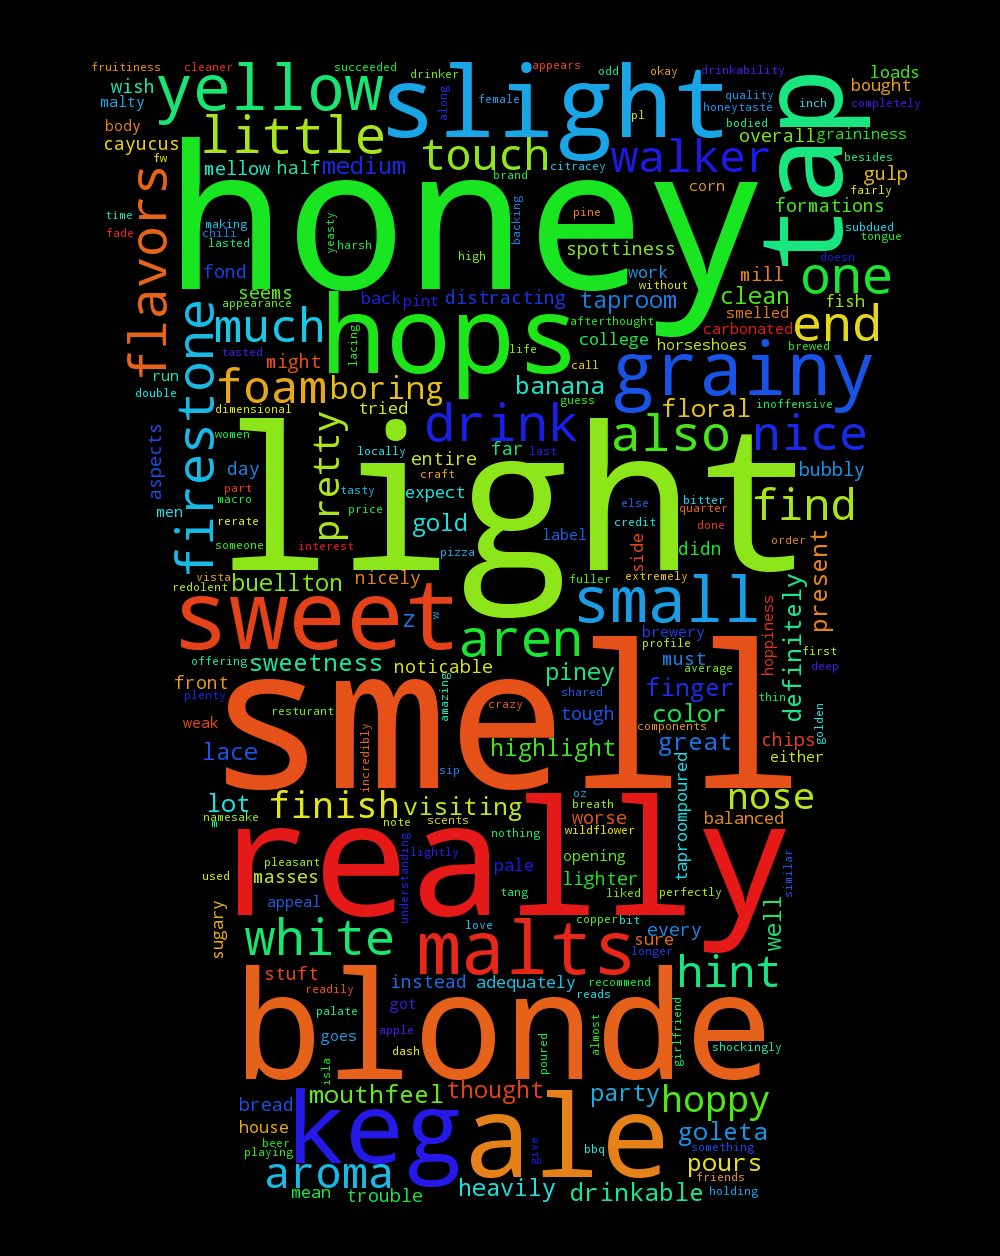 fruitiness cleaner succeeded appears odd okay drinkability loads
wish yellow drinker slight tap bought
malty along female quality inch completely
honeytaste
body little pl bodied overall graininess
cayucus touch walker besides
fw mellow half medium brand citracey gulp
flavors honey corn fairly
formations
time making yeasty backing pine subdued
fade chili harsh spottiness tongue
lasted high doesn
fond work mill one
seems back pint distracting without taproom clean fish
appearance afterthought smelled
firestone much hops college carbonated end
lacing life horseshoes brewed
tasted might call grainy
run
double foam boring banana
dimensional tried guess floral inoffensive
women pretty drink also nice
aspects light locally far last
day entire bubbly
part craft
macro tasty expect else bitter find
men price credit quarter
rerate gold label done
someone interest pizza side didn order present
vista nicely fuller extremely
redolent buellton
sweet z w small definitely
aren brewery hoppiness
profile first
offering sweetness noticable piney must average deep
front amazing shared finger thin
plenty
weak resturant crazy tough color golden
smell components
lace incredibly highlight great chips
sip either
lot finish visiting oz taproompoured nose
namesake breath
m note scents worse balanced
really nothing wildflower
pleasant understanding lightly pale opening
used masses lighter similar
tang liked perfectly
sugary appeal
white love copper bit every well
malts sure
longer
stuff instead adequately recommend hint
readily reads
palate got
goes apple almost girlfriend
blonde dash poured shockingly
isla
mouthfeel thought party hoppy
bread keg ale
house goleta
beer give bbq something
playing
aroma pours
friends
mean trouble heavily drinkable holding